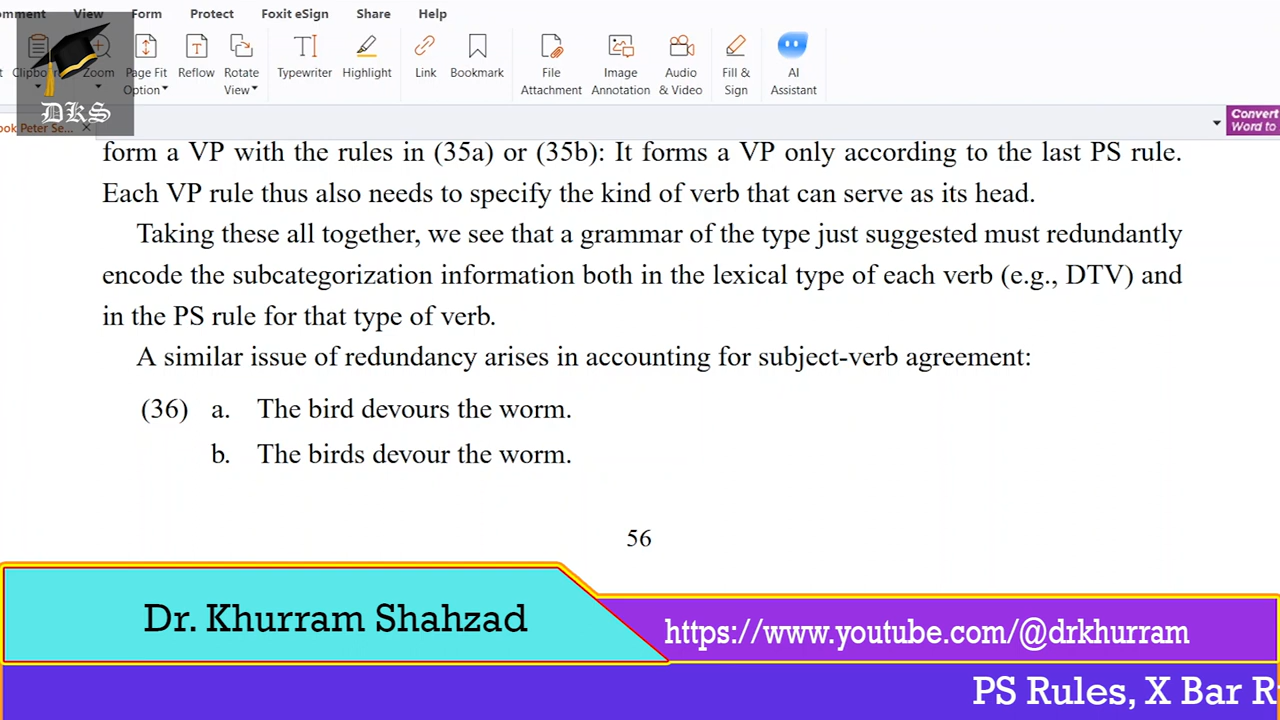 omment View Form Protect Foxit eSign Share Help
Clipboard Zoom Page Fit Option Reflow Rotate View Typewriter Highlight Link Bookmark File Attachment Image Annotation Audio & Video Fill & Sign AI Assistant
DKS
ook Peter Se... ×
Convert
Word to
form a VP with the rules in (35a) or (35b): It forms a VP only according to the last PS rule.
Each VP rule thus also needs to specify the kind of verb that can serve as its head.
Taking these all together, we see that a grammar of the type just suggested must redundantly
encode the subcategorization information both in the lexical type of each verb (e.g., DTV) and
in the PS rule for that type of verb.
A similar issue of redundancy arises in accounting for subject-verb agreement:
(36) a. The bird devours the worm.
b. The birds devour the worm.
56
Dr. Khurram Shahzad
https://www.youtube.com/@drkhurram
PS Rules, X Bar R